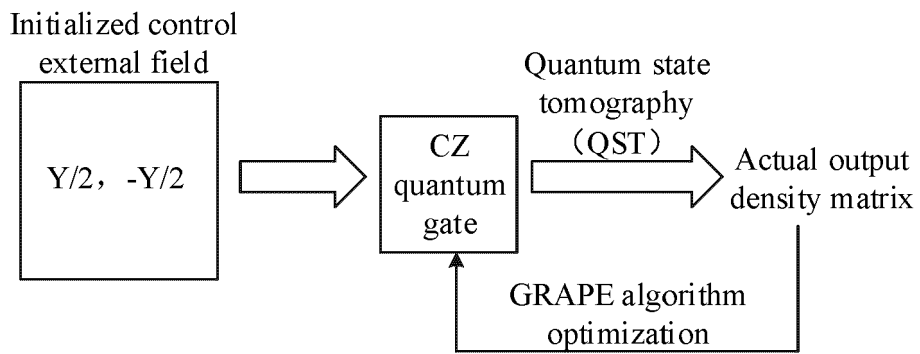 Initialized control
external field
Y/2，-Y/2
CZ
quantum
gate
Quantum state
tomography
（QST）
Actual output
density matrix
GRAPE algorithm
optimization